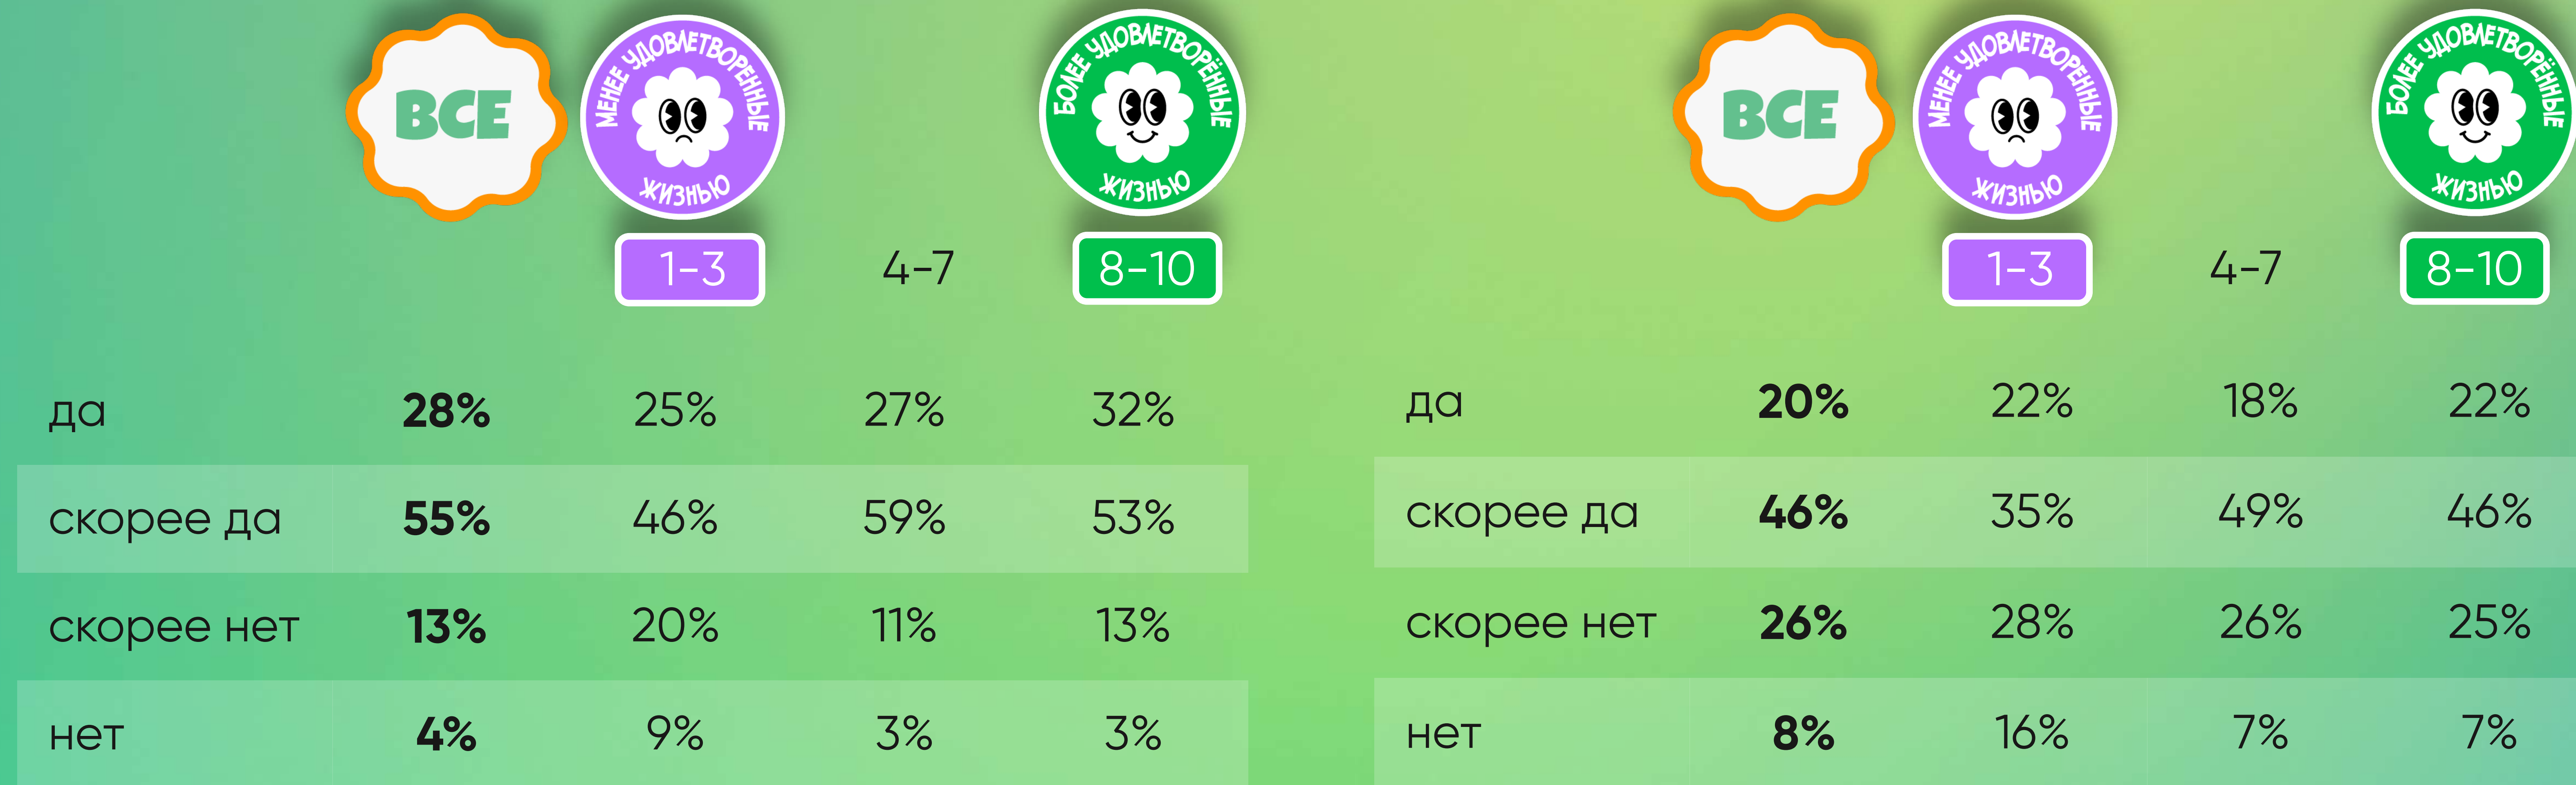 ВСЕ
МЕНЕЕ УДОВЛЕТВОРЕННЫЕ
ЖИЗНЬЮ
БОЛЕЕ УДОВЛЕТВОРЁННЫЕ
ЖИЗНЬЮ
1–3 4–7 8–10
да 28% 25% 27% 32%
скорее да 55% 46% 59% 53%
скорее нет 13% 20% 11% 13%
нет 4% 9% 3% 3%
ВСЕ
МЕНЕЕ УДОВЛЕТВОРЕННЫЕ
ЖИЗНЬЮ
БОЛЕЕ УДОВЛЕТВОРЁННЫЕ
ЖИЗНЬЮ
1–3 4–7 8–10
да 20% 22% 18% 22%
скорее да 46% 35% 49% 46%
скорее нет 26% 28% 26% 25%
нет 8% 16% 7% 7%